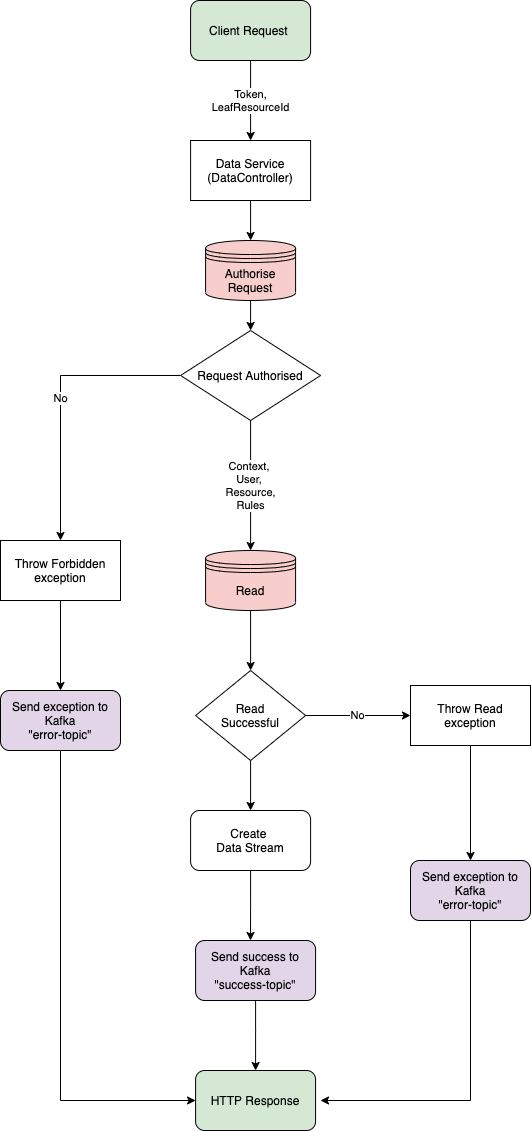 Client Request
Token,
LeafResourceId
Data Service
(DataController)
Authorise
Request
Request Authorised
No
Context,
User,
Resource,
Rules
Throw Forbidden
exception
Read
Send exception to
Kafka
"error-topic"
Read
Successful
No
Throw Read
exception
Create
Data Stream
Send exception to
Kafka
"error-topic"
Send success to
Kafka
"success-topic"
HTTP Response